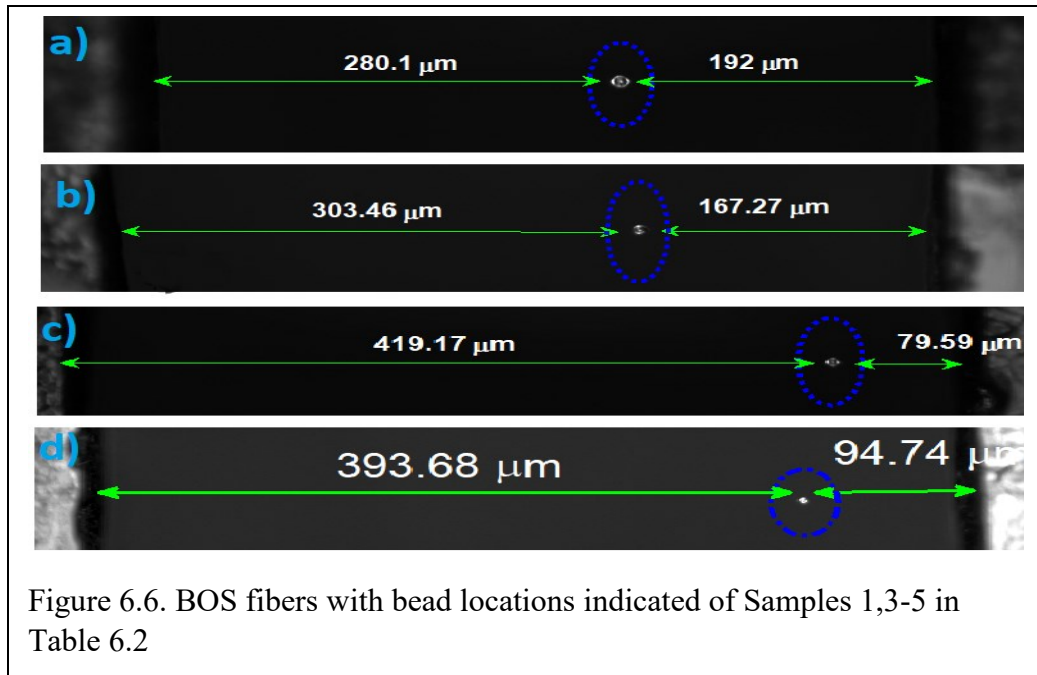 a)
280.1 μm
192 μm
b)
303.46 μm
167.27 μm
c)
419.17 μm
79.59 μm
d)
393.68 μm
94.74 μm
Figure 6.6. BOS fibers with bead locations indicated of Samples 1,3-5 in
Table 6.2